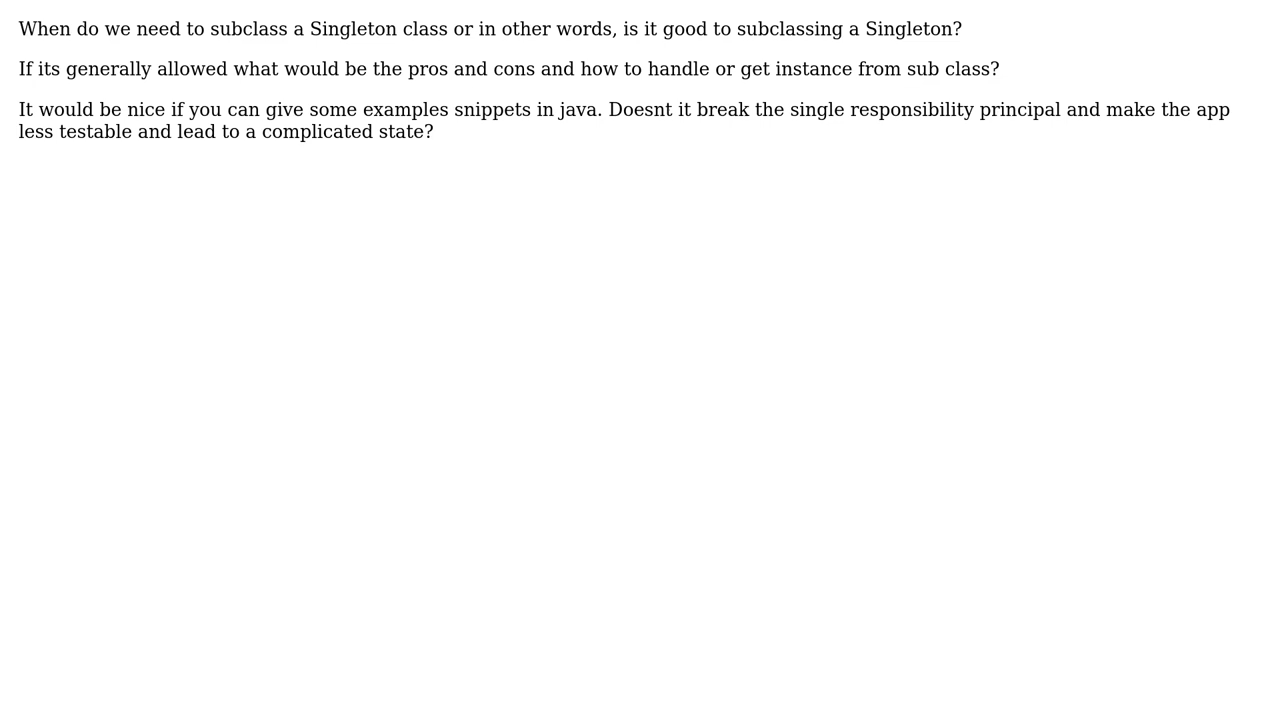 When do we need to subclass a Singleton class or in other words, is it good to subclassing a Singleton?
If its generally allowed what would be the pros and cons and how to handle or get instance from sub class?
It would be nice if you can give some examples snippets in java. Doesnt it break the single responsibility principal and make the app
less testable and lead to a complicated state?